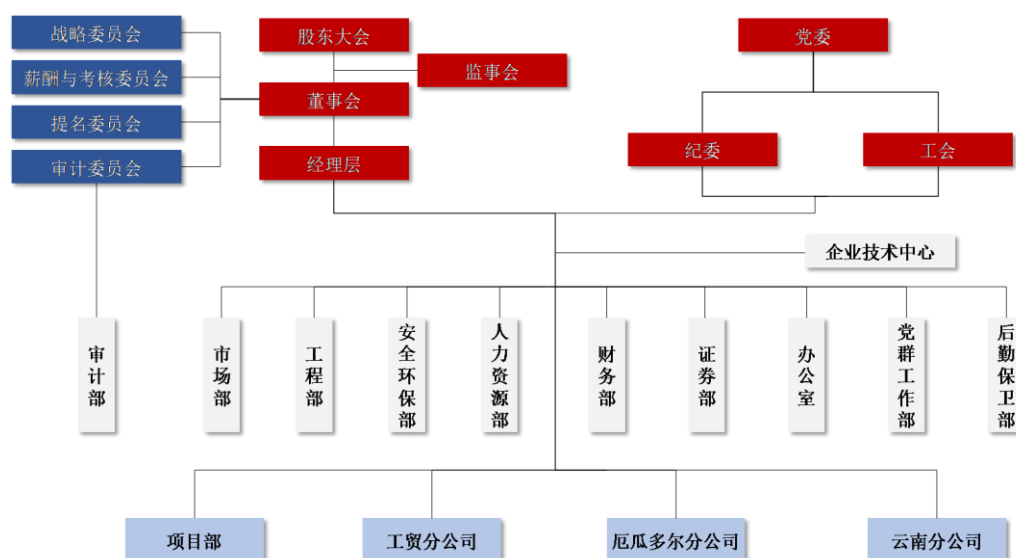 战略委员会
股东大会
党委
薪酬与考核委员会
监事会
董事会
提名委员会
审计委员会
经理层
纪委
工会
企业技术中心
审计部
市场部
工程部
安全环保部
人力资源部
财务部
证券部
办公室
党群工作部
后勤保卫部
项目部
工贸分公司
厄瓜多尔分公司
云南分公司